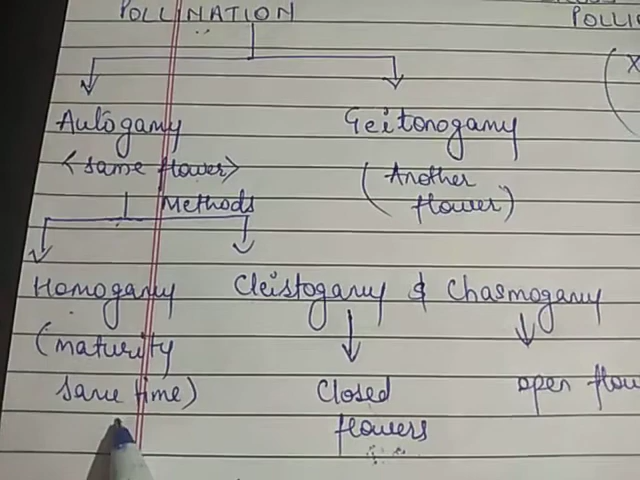 POLLINATION
Autogamy Geitonogamy
<same flower> (Another
flower)
Methods
Homogamy Cleistogamy & Chasmogamy
(maturity
same time) Closed open flow
flowers
POLLI
(X